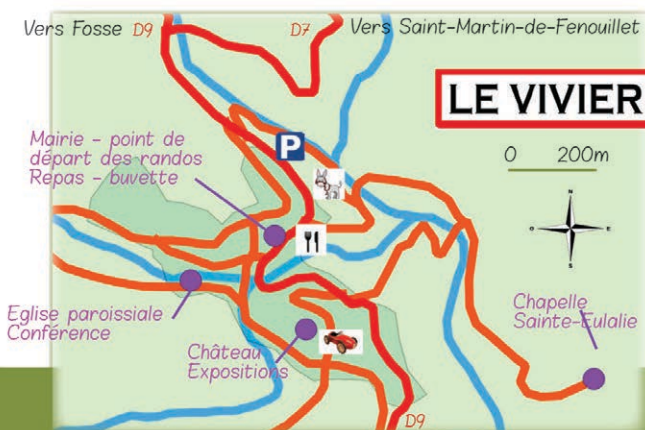 Vers Fosse D9 D7 Vers Saint-Martin-de-Fenouillet
LE VIVIER
0 200m
Mairie - point de
départ des randos
Repas - buvette
P
N
O E
S
Eglise paroissiale
Conférence
Château
Expositions
Chapelle
Sainte-Eulalie
D9